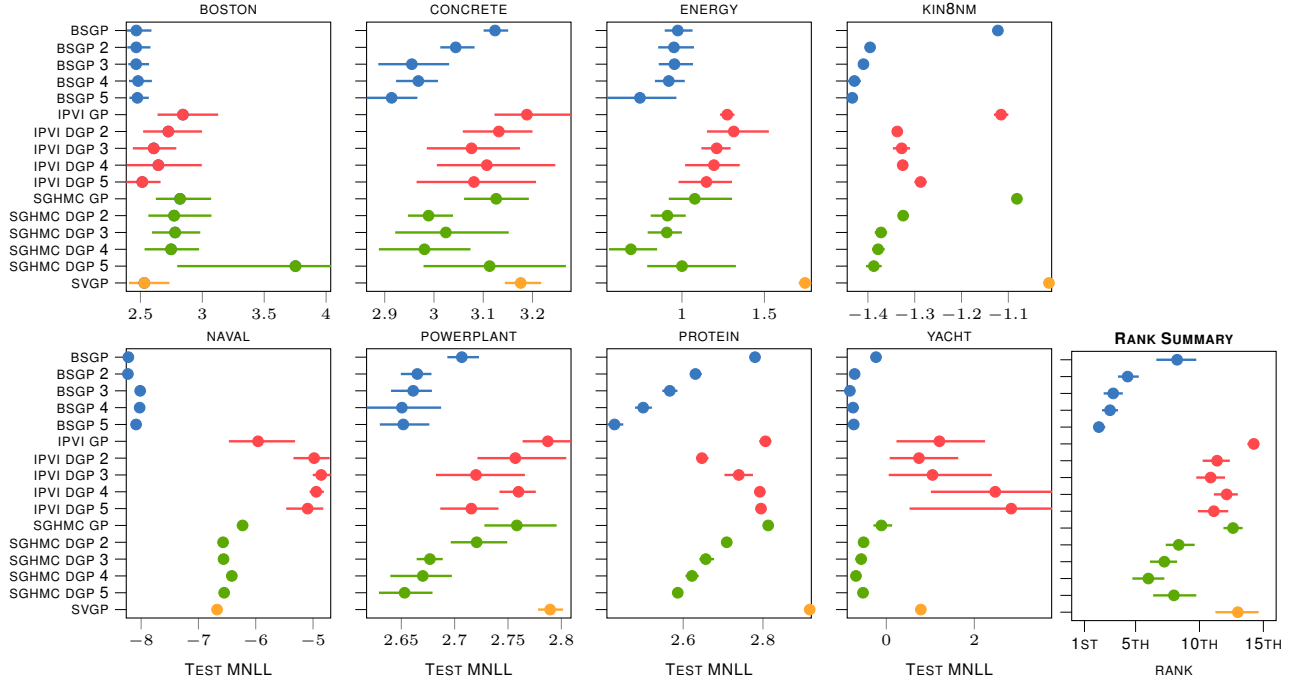 BOSTON CONCRETE ENERGY KIN8NM
BSGP
BSGP 2
BSGP 3
BSGP 4
BSGP 5
IPVI GP
IPVI DGP 2
IPVI DGP 3
IPVI DGP 4
IPVI DGP 5
SGHMC GP
SGHMC DGP 2
SGHMC DGP 3
SGHMC DGP 4
SGHMC DGP 5
SVGP
2.5 3 3.5 4 2.9 3 3.1 3.2 1 1.5 −1.4 −1.3 −1.2 −1.1
NAVAL POWERPLANT PROTEIN YACHT RANK SUMMARY
BSGP
BSGP 2
BSGP 3
BSGP 4
BSGP 5
IPVI GP
IPVI DGP 2
IPVI DGP 3
IPVI DGP 4
IPVI DGP 5
SGHMC GP
SGHMC DGP 2
SGHMC DGP 3
SGHMC DGP 4
SGHMC DGP 5
SVGP
−8 −7 −6 −5 2.65 2.7 2.75 2.8 2.6 2.8 0 2 1ST 5TH 10TH 15TH
TEST MNLL TEST MNLL TEST MNLL TEST MNLL RANK